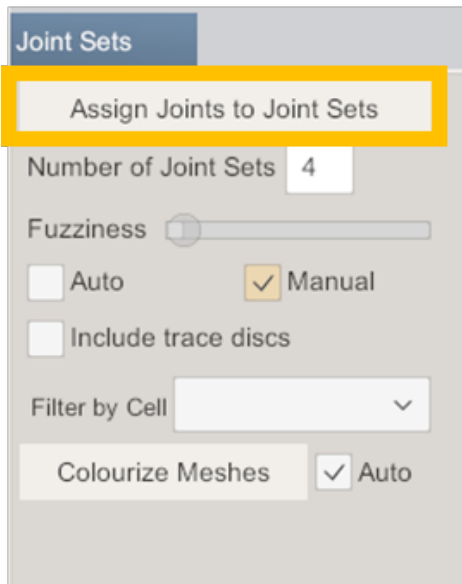 Joint Sets
Assign Joints to Joint Sets
Number of Joint Sets 4
Fuzziness
Auto Manual
Include trace discs
Filter by Cell
Colourize Meshes Auto